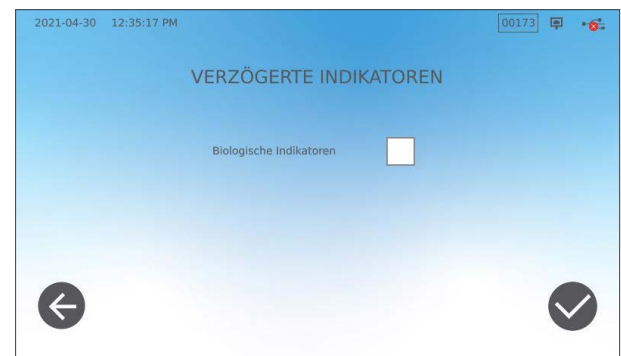 2021-04-30 12:35:17 PM 00173
VERZÖGERTE INDIKATOREN
Biologische Indikatoren